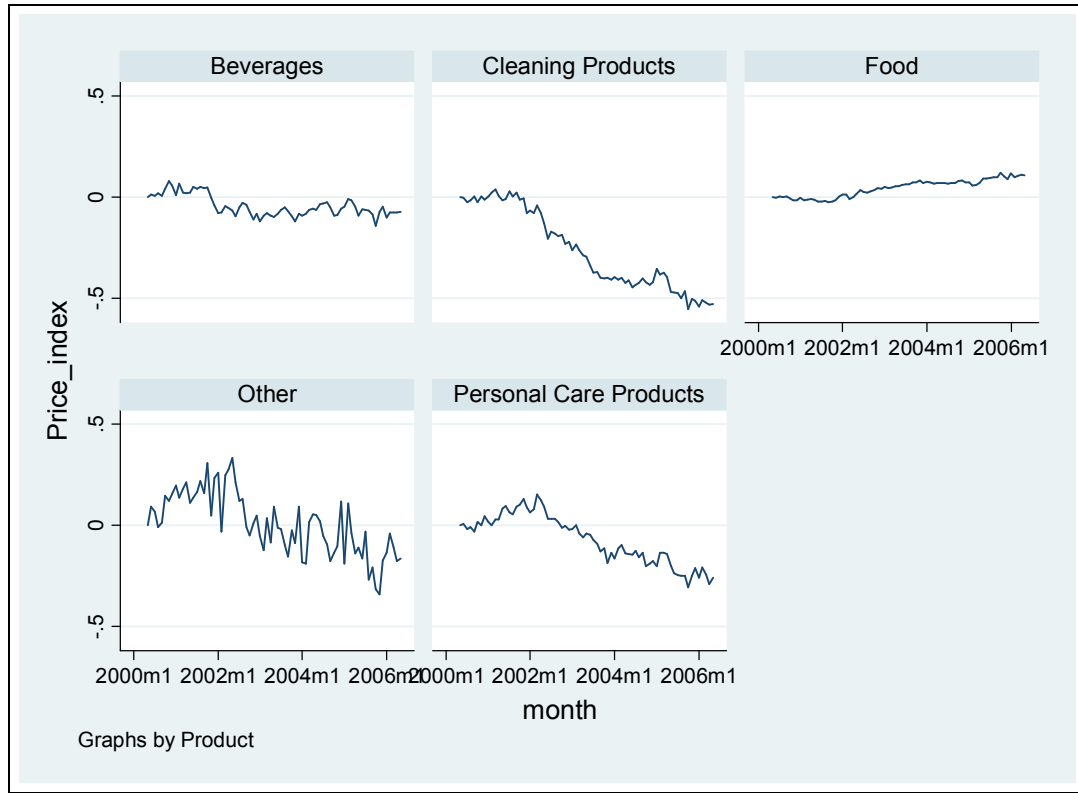 Beverages
Cleaning Products
Food
.5
0
-.5
2000m1 2002m1 2004m1 2006m1
Price_index
Other
Personal Care Products
.5
0
-.5
2000m1 2002m1 2004m1 2006m1
2000m1 2002m1 2004m1 2006m1
month
Graphs by Product